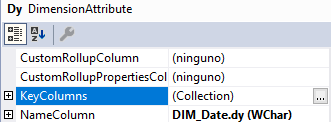 Dy DimensionAttribute
CustomRollupColumn (ninguno)
CustomRollupPropertiesCol (ninguno)
KeyColumns (Collection) ...
NameColumn DIM_Date.dy (WChar)